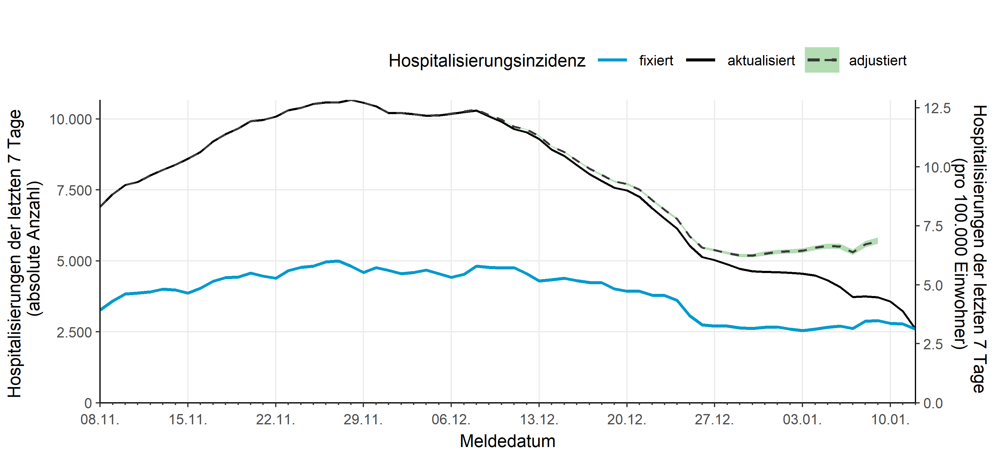 Hospitalisierungsinzidenz fixiert aktualisiert adjustiert
Hospitalisierungen der letzten 7 Tage
(absolute Anzahl)
10.000
7.500
5.000
2.500
0
12.5
10.0
7.5
5.0
2.5
0.0
Hospitalisierungen der letzten 7 Tage
(pro 100.000 Einwohner)
08.11. 15.11. 22.11. 29.11. 06.12. 13.12. 20.12. 27.12. 03.01. 10.01.
Meldedatum